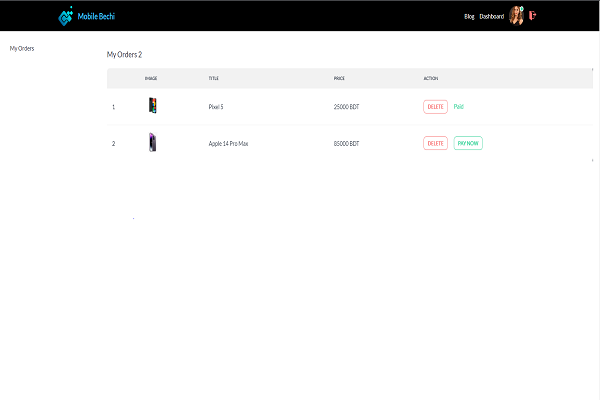 Mobile Bechi
Blog Dashboard
My Orders
My Orders 2
IMAGE TITLE PRICE ACTION
1 Pixel 5 25000 BDT DELETE Paid
2 Apple 14 Pro Max 85000 BDT DELETE PAY NOW